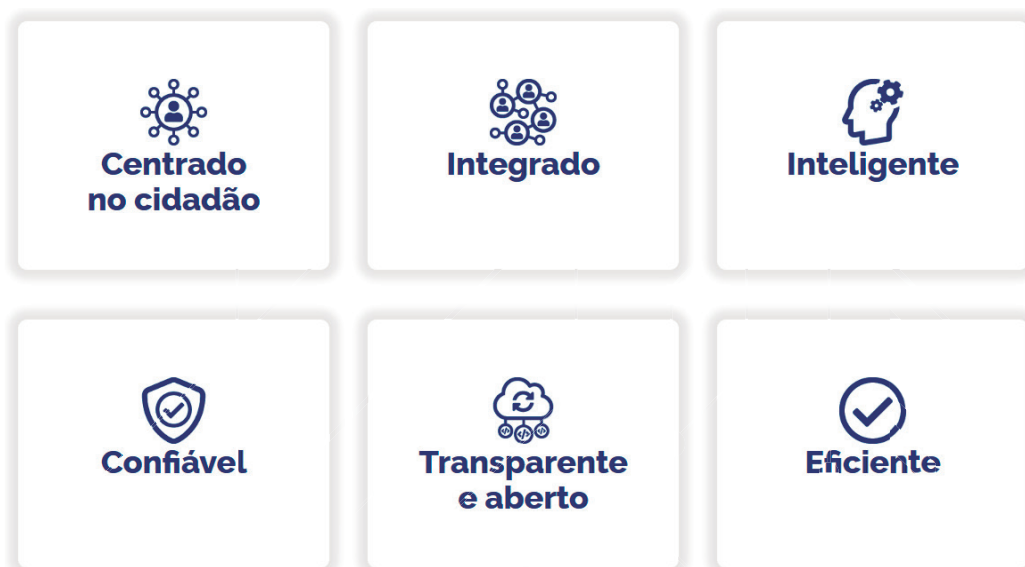 Centrado
no cidadão
Integrado
Inteligente
Confiável
Transparente
e aberto
Eficiente